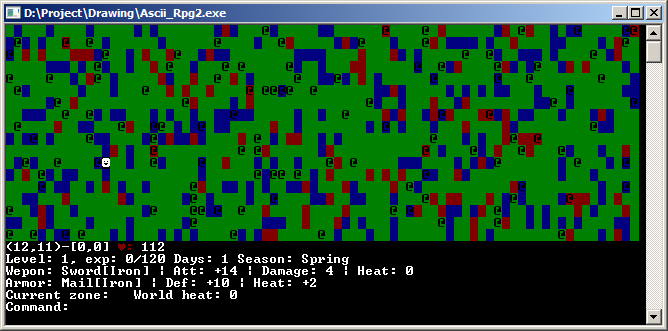 D:\Project\Drawing\Ascii_Rpg2.exe
(12,11)-[0,0] ♥: 112
Level: 1, exp: 0/120 Days: 1 Season: Spring
Wepon: Sword[Iron] ¦ Att: +14 ¦ Damage: 4 ¦ Heat: 0
Armor: Mail[Iron] ¦ Def: +10 ¦ Heat: +2
Current zone:   World heat: 0
Command: